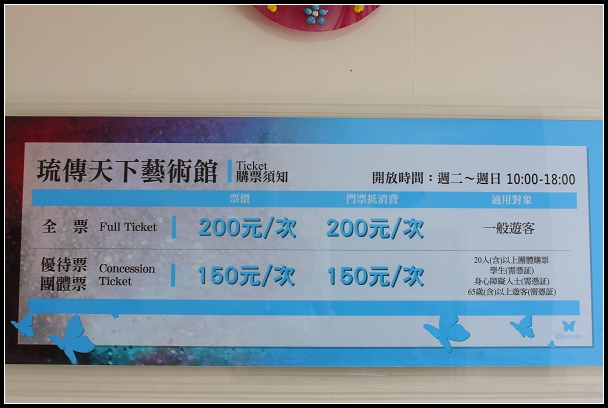 琉傳天下藝術館 Ticket 購票須知 開放時間：週二～週日 10:00-18:00
票價 門票抵消費 適用對象
全 票 Full Ticket 200元/次 200元/次 一般遊客
優待票 團體票 Concession Ticket 150元/次 150元/次
20人(含)以上團體購票
學生(需憑証)
身心障礙人士(需憑証)
65歲(含)以上遊客(需憑証)